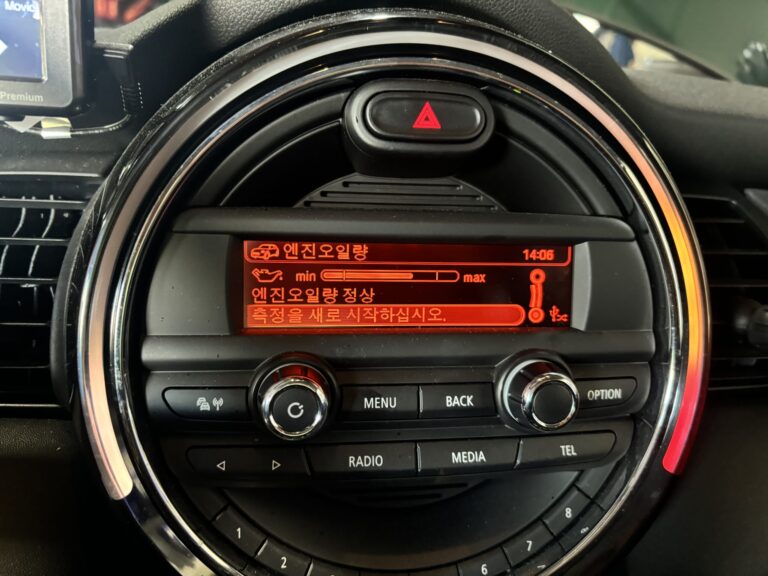 Movic
Premium
엔진오일량 14:06
min max
엔진오일량 정상
측정을 새로 시작하십시오.
MENU BACK OPTION
RADIO MEDIA TEL
1 2 6 7 8